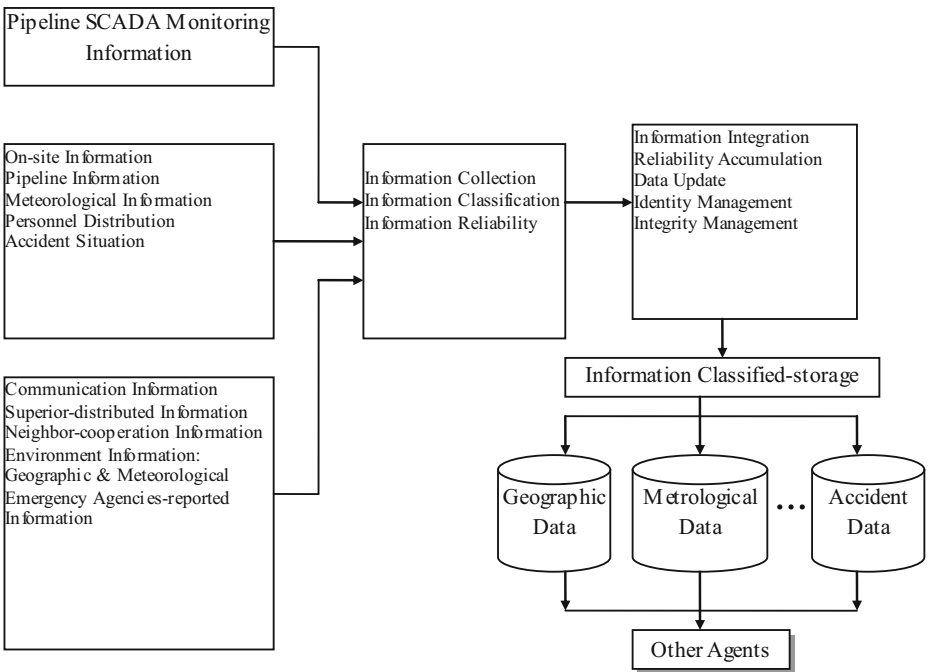 Pipeline SCADA Monitoring
Information
On-site Information
Pipeline Information
Meteorological Information
Personnel Distribution
Accident Situation
Communication Information
Superior-distributed Information
Neighbor-cooperation Information
Environment Information:
Geographic & Meteorological
Emergency Agencies-reported
Information
Information Collection
Information Classification
Information Reliability
Information Integration
Reliability Accumulation
Data Update
Identity Management
Integrity Management
Information Classified-storage
Geographic
Data
Metrological
Data
...
Accident
Data
Other Agents